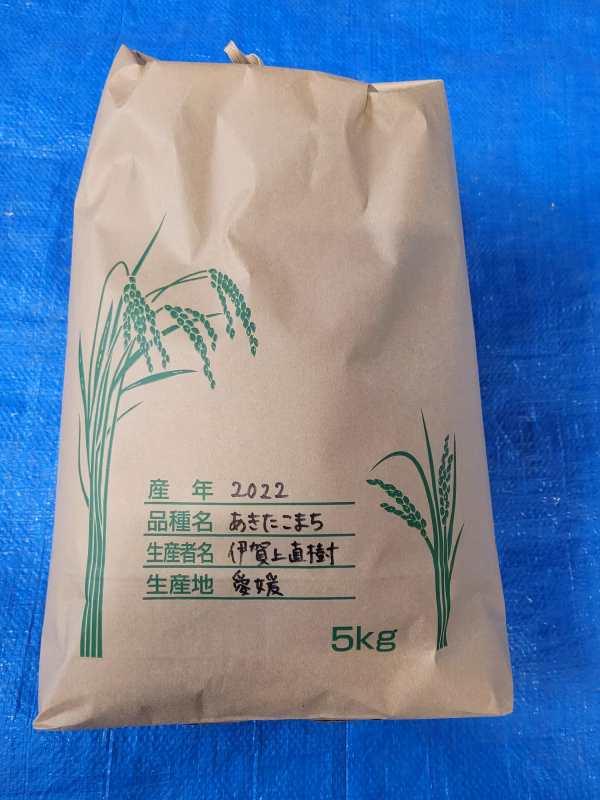 産年 2022
品種名 あきたこまち
生産者名 伊賀上直樹
生産地 愛媛
5kg